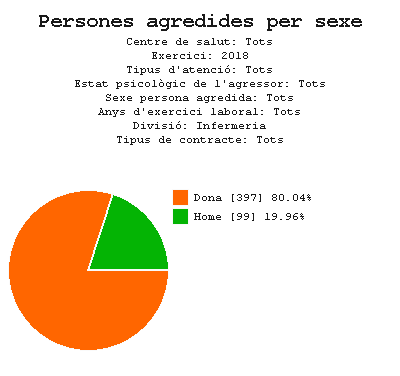 Persones agredides per sexe
Centre de salut: Tots
Exercici: 2018
Tipus d'atenció: Tots
Estat psicològic de l'agressor: Tots
Sexe persona agredida: Tots
Anys d'exercici laboral: Tots
Divisió: Infermeria
Tipus de contracte: Tots
Dona [397] 80.04%
Home [99] 19.96%